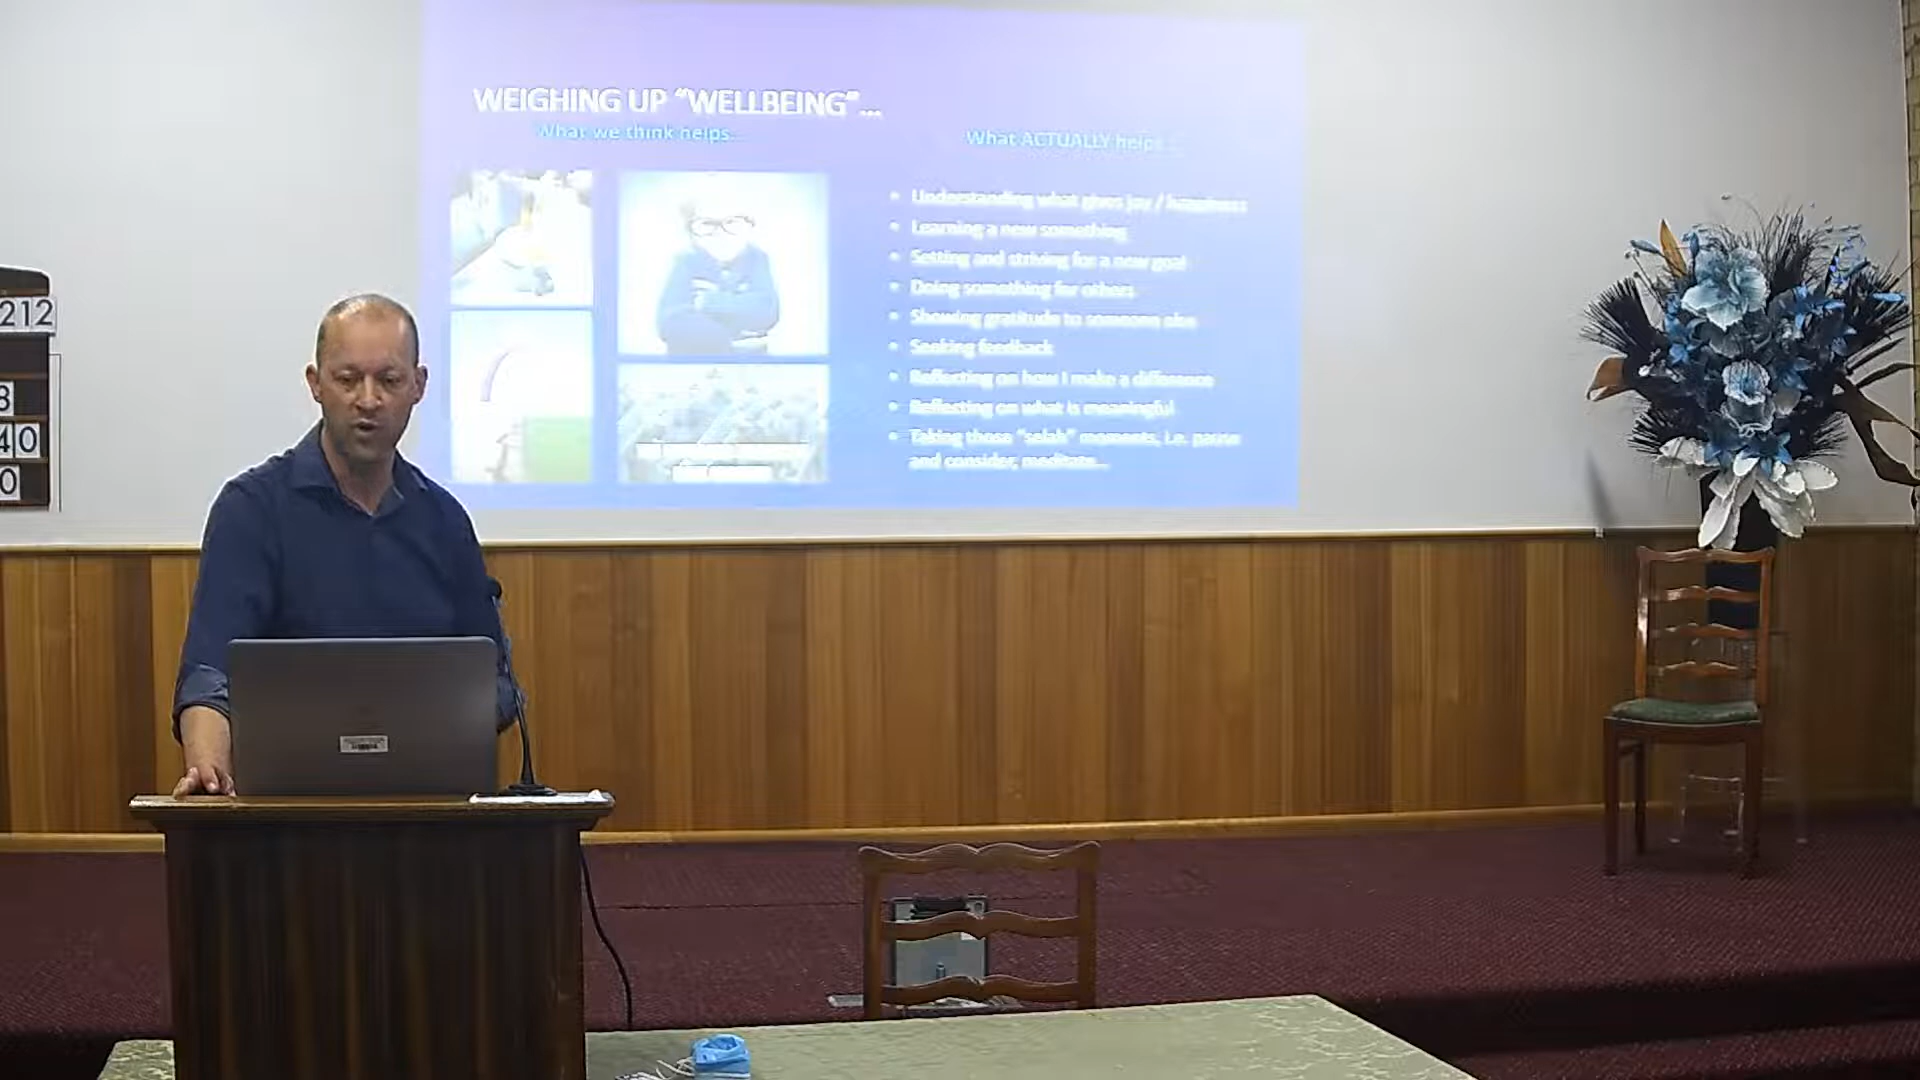 WEIGHING UP “WELLBEING”...
What we think helps...
What ACTUALLY helps...
• Understanding what gives joy / happiness
• Learning a new something
• Setting and striving for a new goal
• Doing something for others
• Showing gratitude to someone else
• Seeking feedback
• Reflecting on how I make a difference
• Reflecting on what is meaningful
• Taking those “selah” moments, i.e. pause
and consider, meditate...
212
3
40
0